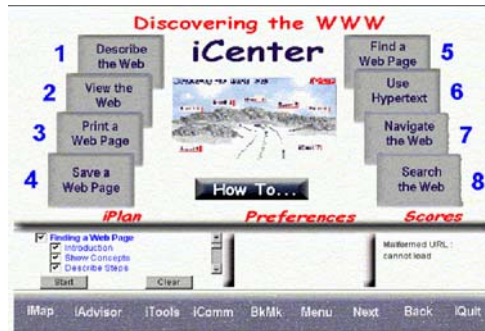 Discovering the WWW
iCenter
1
Describe
the Web
2
View the
Web
3
Print a
Web Page
4
Save a
Web Page
Find a
Web Page
5
Use
Hypertext
6
Navigate
the Web
7
Search
the Web
8
How To...
iPlan
Preferences
Scores
Finding a Web Page
Introduction
Show Concepts
Describe Steps
Start
Clear
Malformed URL :
cannot load
iMap
iAdvisor
iTools
iComm
BkMk
Menu
Next
Back
iQuit